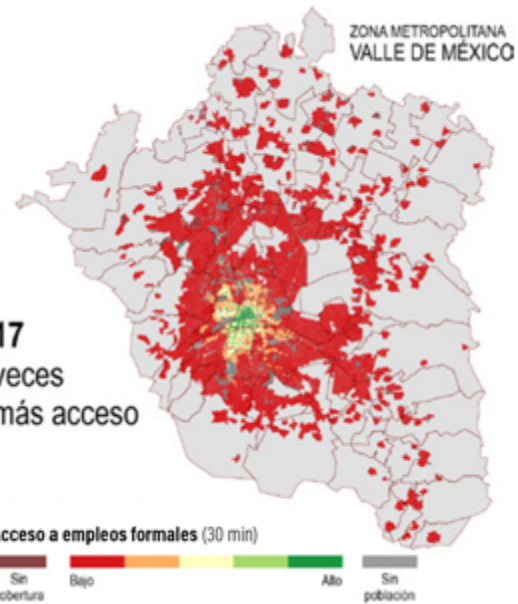 ZONA METROPOLITANA
VALLE DE MÉXICO
17
veces
más acceso
Acceso a empleos formales (30 min)
Sin
cobertura
Bajo
Alto
Sin
población